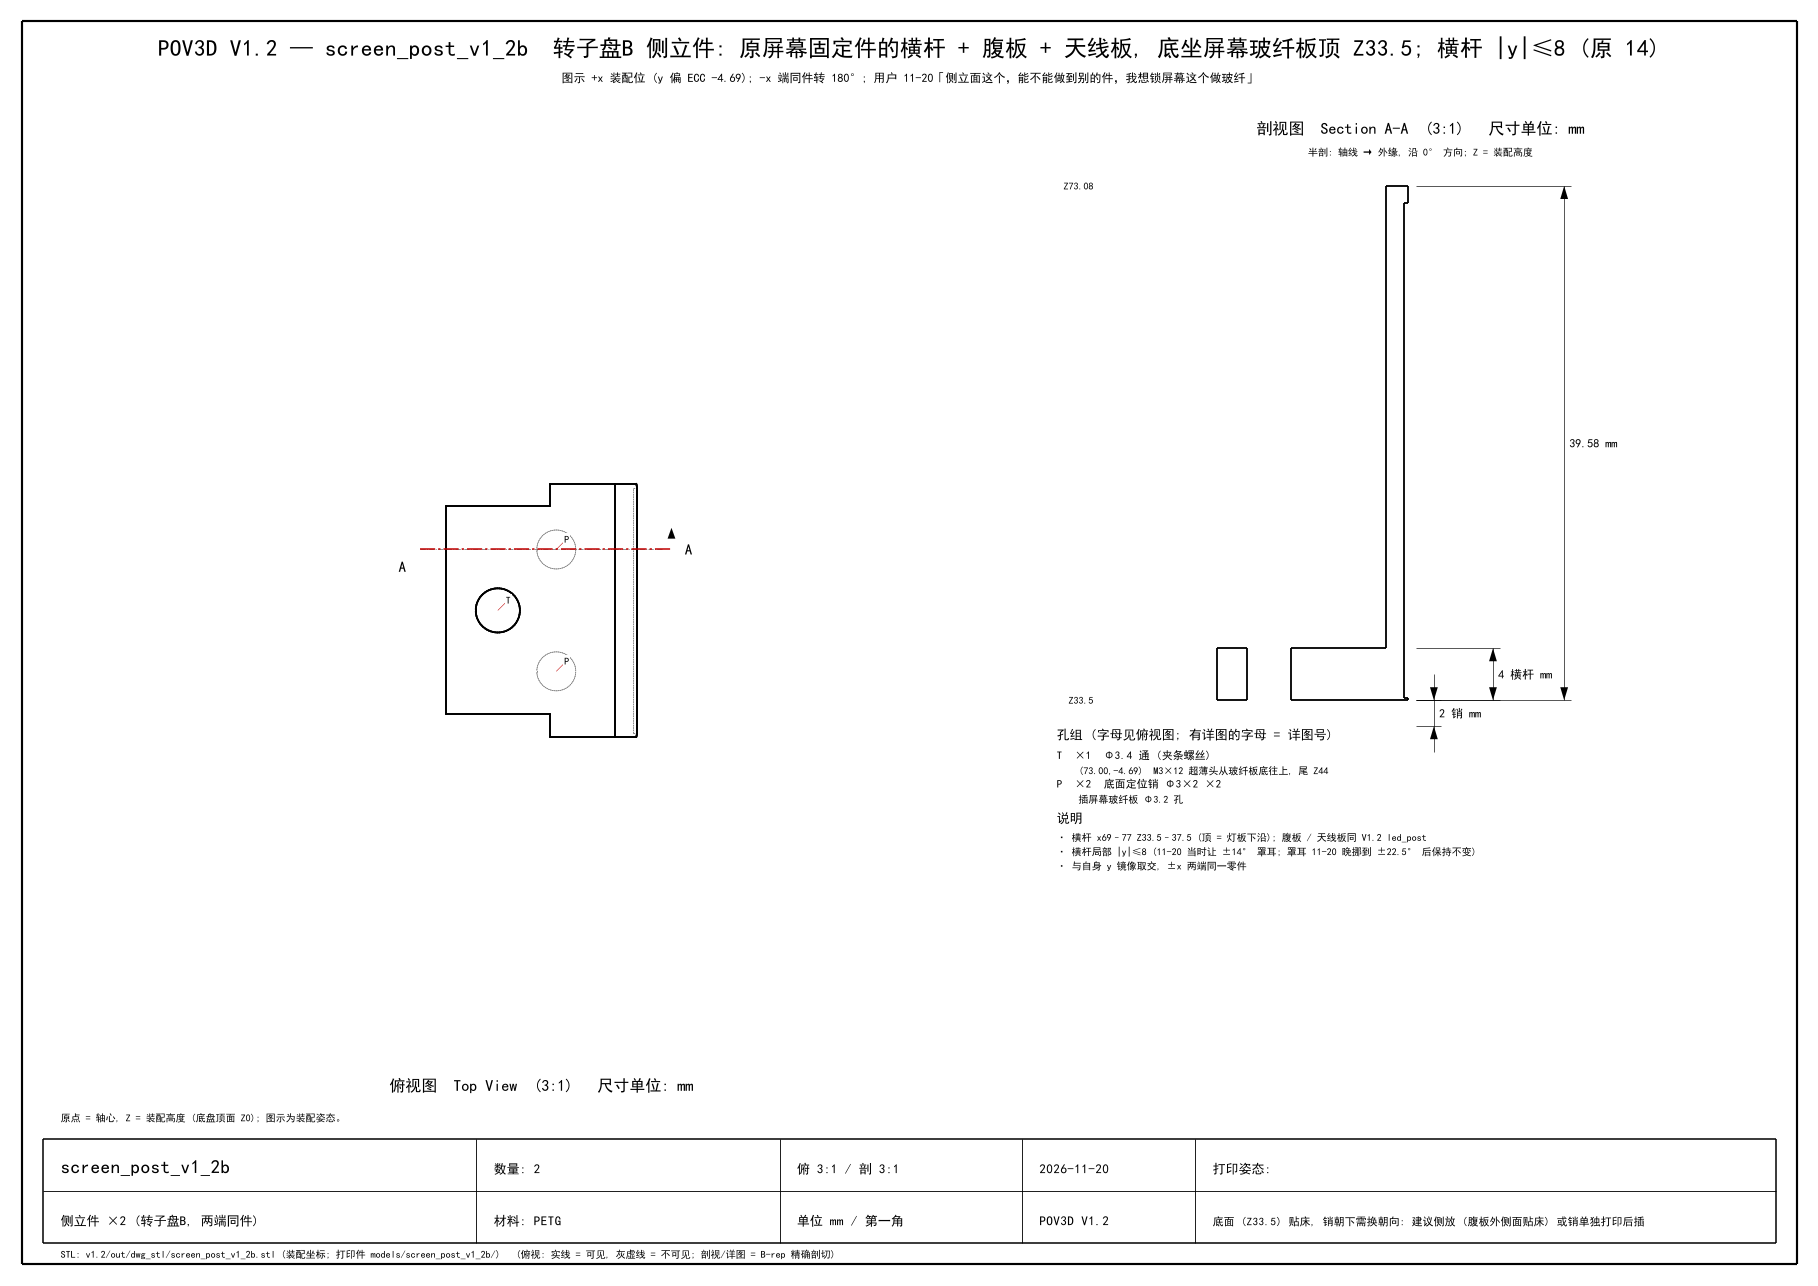 POV3D V1.2 — screen_post_v1_2b  转子盘B 侧立件: 原屏幕固定件的横杆 + 腹板 + 天线板, 底坐屏幕玻纤板顶 Z33.5; 横杆 |y|≤8 (原 14)
图示 +x 装配位 (y 偏 ECC -4.69); -x 端同件转 180°; 用户 11-20「侧立面这个, 能不能做到别的件, 我想锁屏幕这个做玻纤」
剖视图  Section A-A  (3:1)   尺寸单位: mm
半剖: 轴线 → 外缘, 沿 0° 方向; Z = 装配高度
Z73.08
39.58 mm
P
A
A
T
P
4 横杆 mm
Z33.5
2 销 mm
孔组 (字母见俯视图; 有详图的字母 = 详图号)
T  ×1  Φ3.4 通 (夹条螺丝)
(73.00,-4.69)  M3×12 超薄头从玻纤板底往上, 尾 Z44
P  ×2  底面定位销 Φ3×2 ×2
插屏幕玻纤板 Φ3.2 孔
说明
· 横杆 x69–77 Z33.5–37.5 (顶 = 灯板下沿); 腹板 / 天线板同 V1.2 led_post
· 横杆局部 |y|≤8 (11-20 当时让 ±14° 罩耳; 罩耳 11-20 晚挪到 ±22.5° 后保持不变)
· 与自身 y 镜像取交, ±x 两端同一零件
俯视图  Top View  (3:1)   尺寸单位: mm
原点 = 轴心, Z = 装配高度 (底盘顶面 Z0); 图示为装配姿态。
screen_post_v1_2b
数量: 2
俯 3:1 / 剖 3:1
2026-11-20
打印姿态:
侧立件 ×2 (转子盘B, 两端同件)
材料: PETG
单位 mm / 第一角
POV3D V1.2
底面 (Z33.5) 贴床, 销朝下需换朝向: 建议侧放 (腹板外侧面贴床) 或销单独打印后插
STL: v1.2/out/dwg_stl/screen_post_v1_2b.stl (装配坐标; 打印件 models/screen_post_v1_2b/)   (俯视: 实线 = 可见, 灰虚线 = 不可见; 剖视/详图 = B-rep 精确剖切)